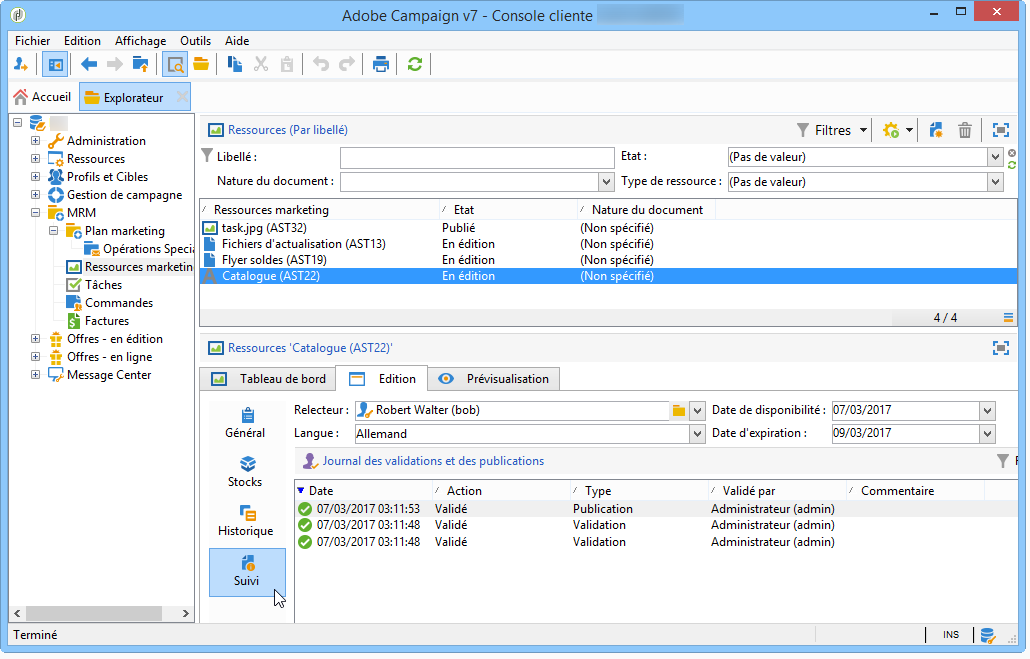 Adobe Campaign v7 - Console cliente
Fichier Edition Affichage Outils Aide
Accueil Explorateur
Administration
Ressources
Profils et Cibles
Gestion de campagne
MRM
Plan marketing
Opérations Specia
Ressources marketin
Tâches
Commandes
Factures
Offres - en édition
Offres - en ligne
Message Center
Ressources (Par libellé) Filtres
Libellé : Etat : (Pas de valeur)
Nature du document : Type de ressource : (Pas de valeur)
Ressources marketing Etat Nature du document
task.jpg (AST32) Publié (Non spécifié)
Fichiers d'actualisation (AST13) En édition (Non spécifié)
Flyer soldes (AST19) En édition (Non spécifié)
Catalogue (AST22) En édition (Non spécifié)
4 / 4
Ressources 'Catalogue (AST22)'
Tableau de bord Edition Prévisualisation
Général
Stocks
Historique
Suivi
Relecteur : Robert Walter (bob) Date de disponibilité : 07/03/2017
Langue : Allemand Date d'expiration : 09/03/2017
Journal des validations et des publications F
Date Action Type Validé par Commentaire
07/03/2017 03:11:53 Validé Publication Administrateur (admin)
07/03/2017 03:11:48 Validé Validation Administrateur (admin)
07/03/2017 03:11:48 Validé Validation Administrateur (admin)
Terminé INS